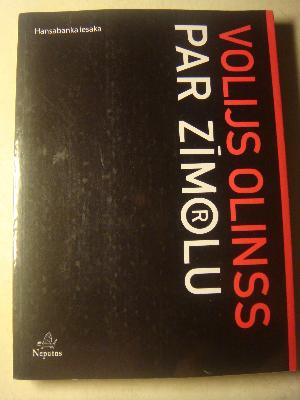 Hansabanka iesaka
VOLIJS OLINSS
PAR ZĪMOLU
Neputns